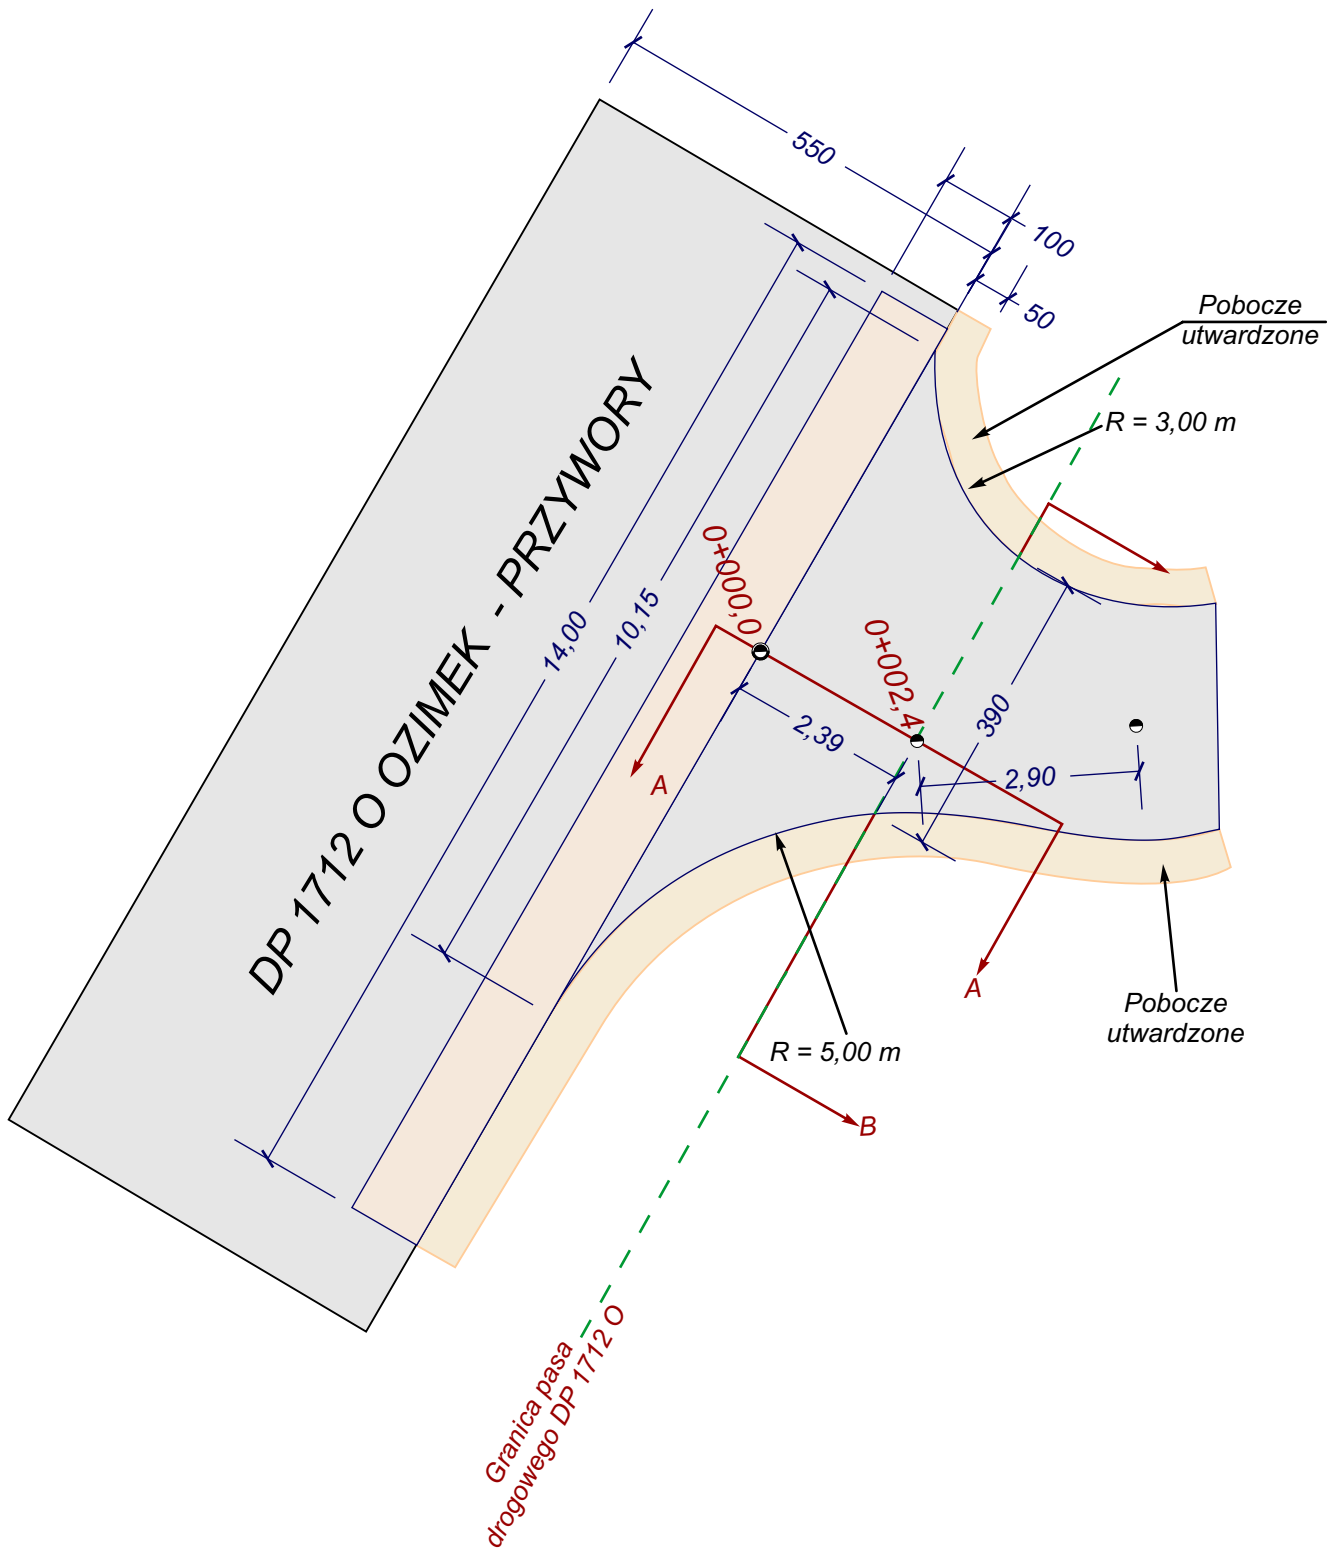 550
100
50
Pobocze
utwardzone
R = 3,00 m
DP 1712 O OZIMEK - PRZYWORY
14,00
10,15
0+000,0
0+002,4
2,39
390
2,90
A
A
Pobocze
utwardzone
R = 5,00 m
B
Granica pasa
drogowego DP 1712 O